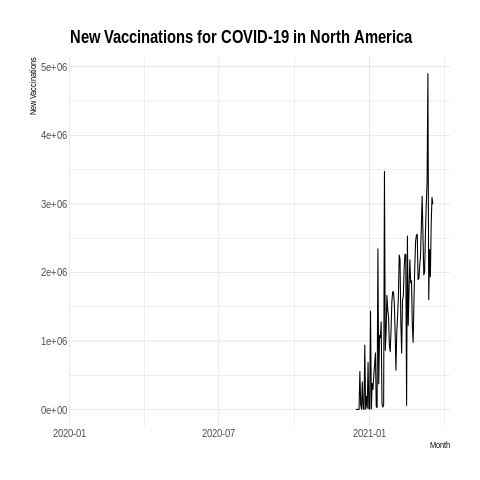 New Vaccinations for COVID-19 in North America
New Vaccinations
5e+06
4e+06
3e+06
2e+06
1e+06
0e+00
2020-01
2020-07
2021-01
Month